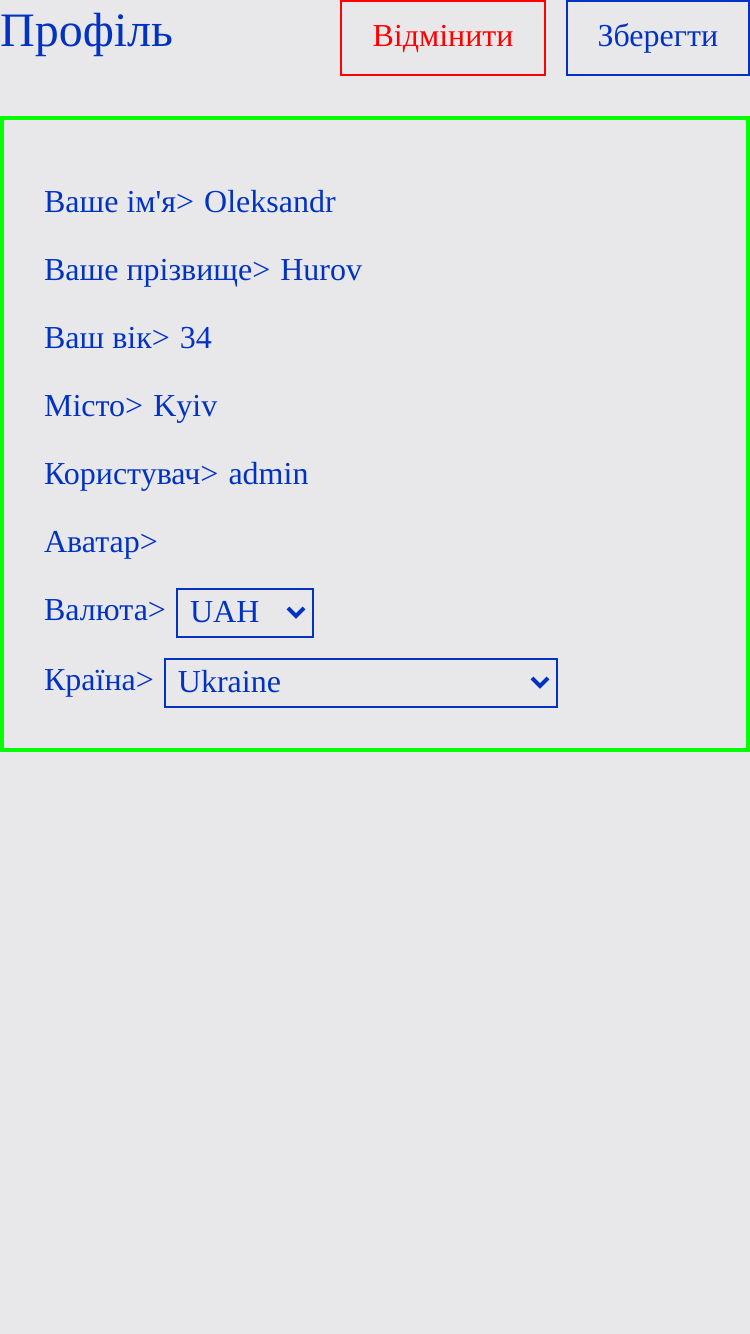 Профіль Відмінити Зберегти
Ваше ім'я> Oleksandr
Ваше прізвище> Hurov
Ваш вік> 34
Місто> Kyiv
Користувач> admin
Аватар>
Валюта> UAH
Країна> Ukraine